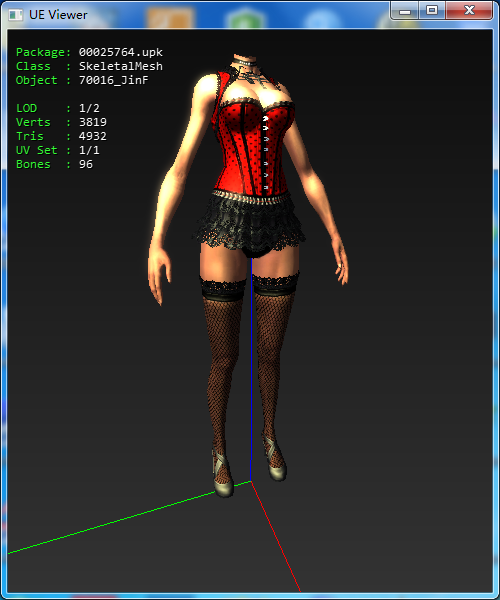 UE Viewer
Package: 00025764.upk
Class  : SkeletalMesh
Object : 70016_JinF
LOD    : 1/2
Verts  : 3819
Tris   : 4932
UV Set : 1/1
Bones  : 96